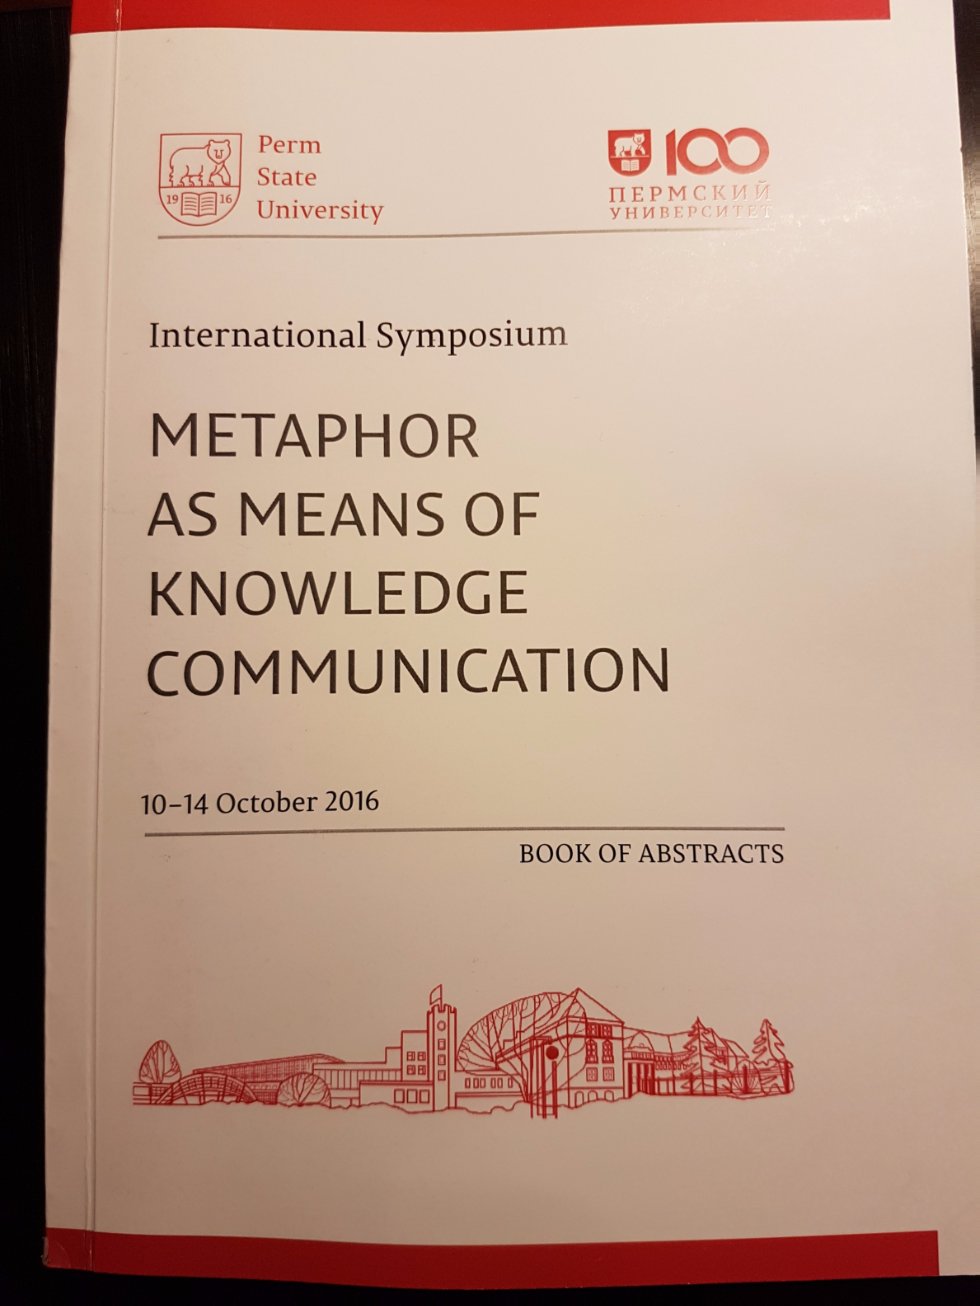 Perm
State
University
19 16
100
ПЕРМСКИЙ
УНИВЕРСИТЕТ
International Symposium
METAPHOR
AS MEANS OF
KNOWLEDGE
COMMUNICATION
10–14 October 2016
BOOK OF ABSTRACTS